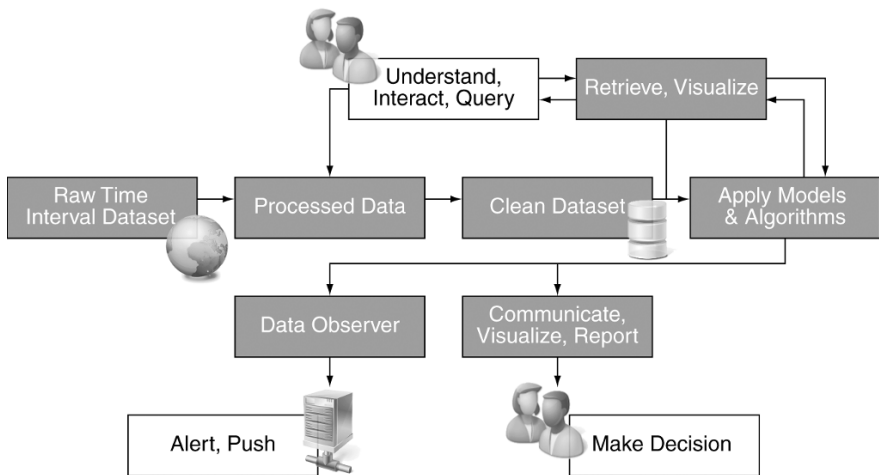 Understand,
Interact, Query
Retrieve, Visualize
Raw Time
Interval Dataset
Processed Data
Clean Dataset
Apply Models
& Algorithms
Data Observer
Communicate,
Visualize, Report
Alert, Push
Make Decision